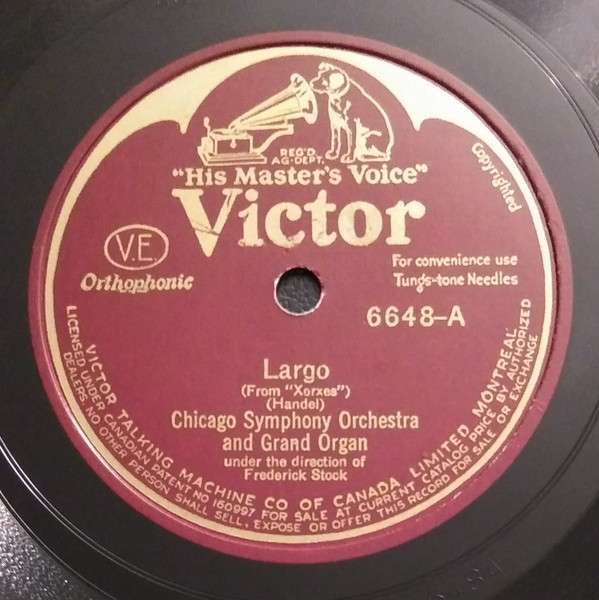 REG'D.
AG-DEPT.
"His Master's Voice"
Victor
Copyrighted
V.E.
Orthophonic
For convenience use
Tungs-tone Needles
6648-A
Largo
(From "Xerxes")
(Handel)
Chicago Symphony Orchestra
and Grand Organ
under the direction of
Frederick Stock
VICTOR TALKING MACHINE CO OF CANADA LIMITED MONTREAL
LICENSED UNDER CANADIAN PATENT NO 160997 FOR SALE AT CURRENT CATALOG PRICE BY AUTHORIZED
DEALERS. NO OTHER PERSON SHALL SELL, EXPOSE OR OFFER THIS RECORD FOR SALE OR EXCHANGE